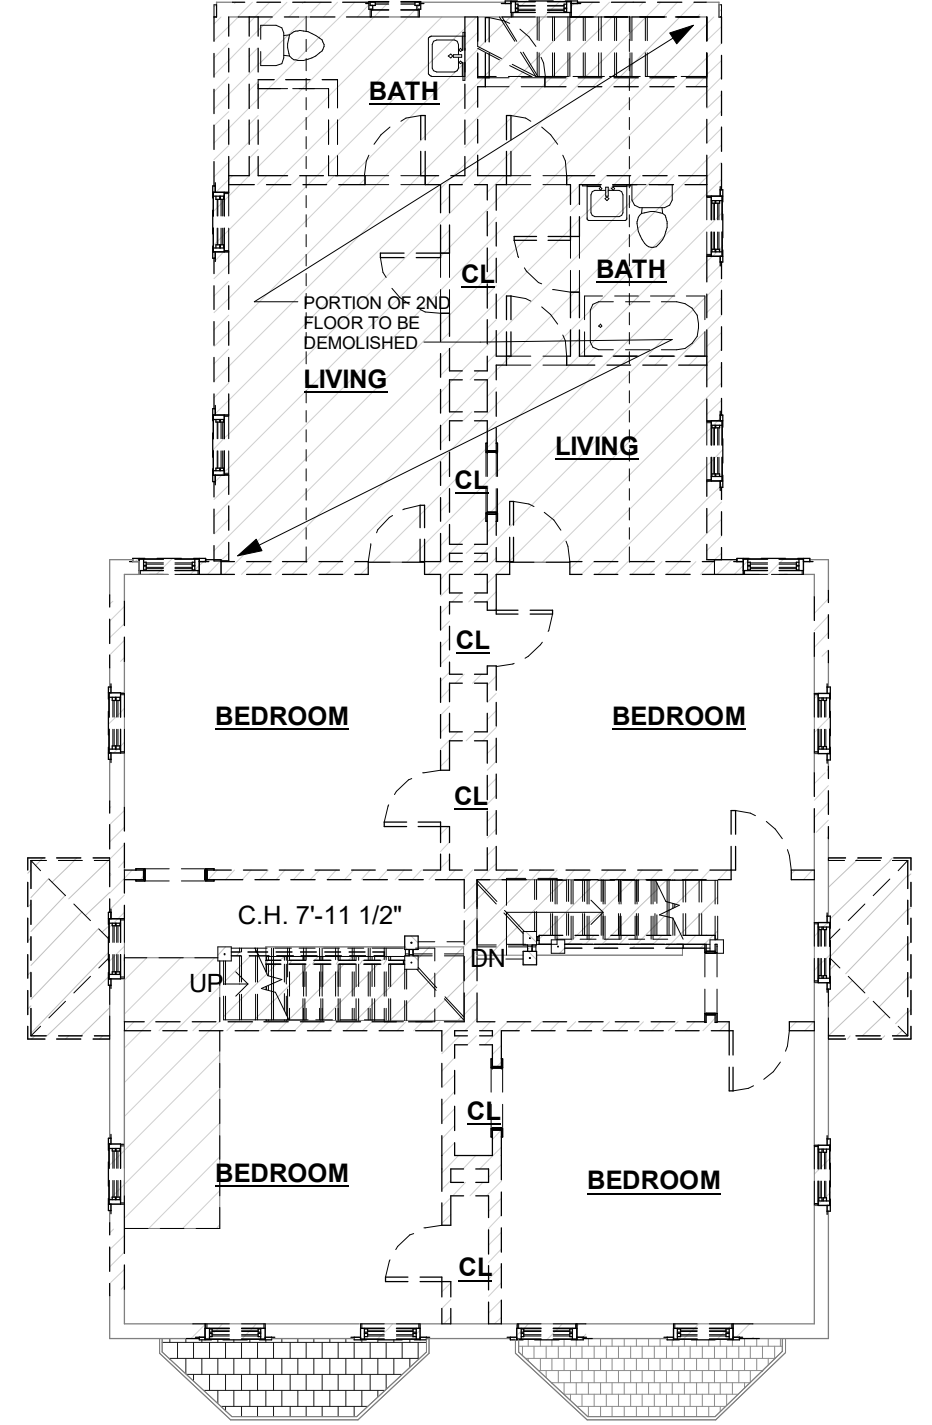 BATH
BATH
CL
PORTION OF 2ND
FLOOR TO BE
DEMOLISHED
LIVING
LIVING
CL
CL
BEDROOM
BEDROOM
CL
C.H. 7'-11 1/2"
DN
UP
CL
BEDROOM
BEDROOM
CL